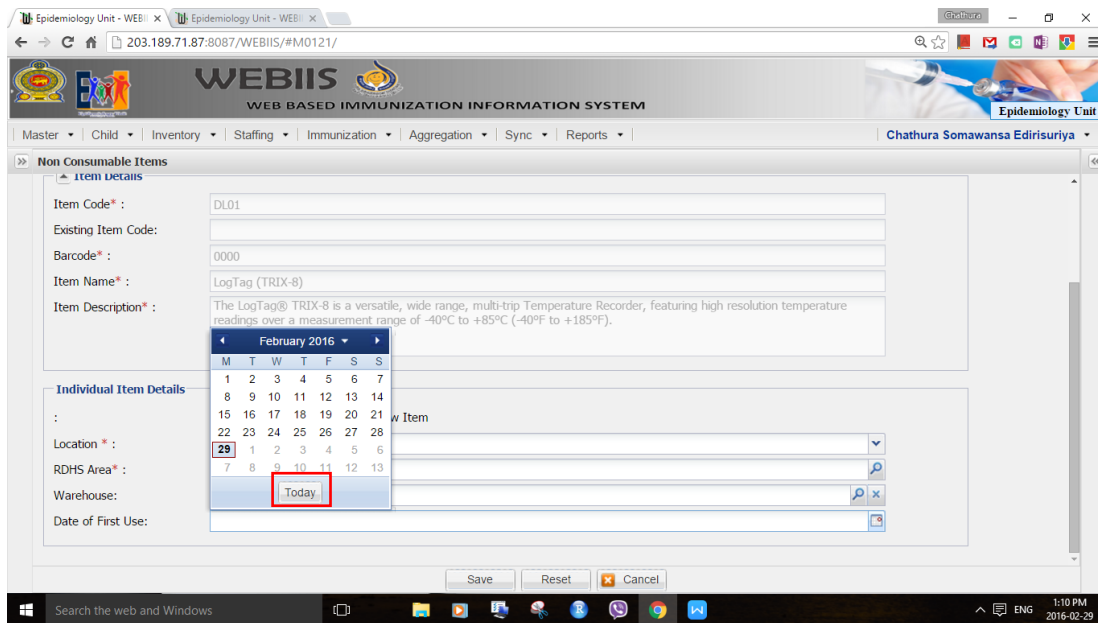 Epidemiology Unit - WEBI
Epidemiology Unit - WEBI
Chathura
203.189.71.87:8087/WEBIIS/#M0121/
WEBIIS
WEB BASED IMMUNIZATION INFORMATION SYSTEM
Epidemiology Unit
Master Child Inventory Staffing Immunization Aggregation Sync Reports Chathura Somawansa Edirisuriya
Non Consumable Items
Item Details
Item Code* : DL01
Existing Item Code:
Barcode* : 0000
Item Name* : LogTag (TRIX-8)
Item Description* : The LogTag® TRIX-8 is a versatile, wide range, multi-trip Temperature Recorder, featuring high resolution temperature
readings over a measurement range of -40°C to +85°C (-40°F to +185°F).
February 2016
M T W T F S S
1 2 3 4 5 6 7
8 9 10 11 12 13 14
15 16 17 18 19 20 21
22 23 24 25 26 27 28
29 1 2 3 4 5 6
7 8 9 10 11 12 13
Today
Individual Item Details
: w Item
Location * :
RDHS Area* :
Warehouse:
Date of First Use:
Save Reset Cancel
Search the web and Windows
ENG
1:10 PM
2016-02-29